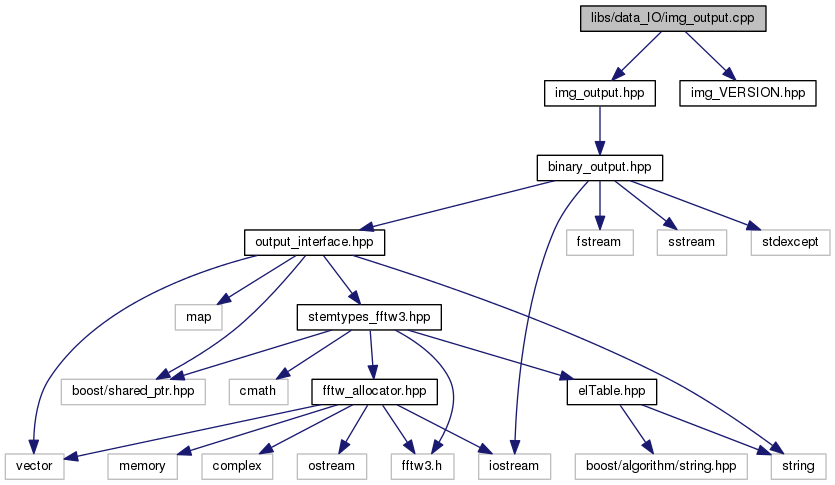 libs/data_IO/img_output.cpp
img_output.hpp
img_VERSION.hpp
binary_output.hpp
output_interface.hpp
fstream
sstream
stdexcept
map
stemtypes_fftw3.hpp
boost/shared_ptr.hpp
cmath
fftw_allocator.hpp
elTable.hpp
vector
memory
complex
ostream
fftw3.h
iostream
boost/algorithm/string.hpp
string